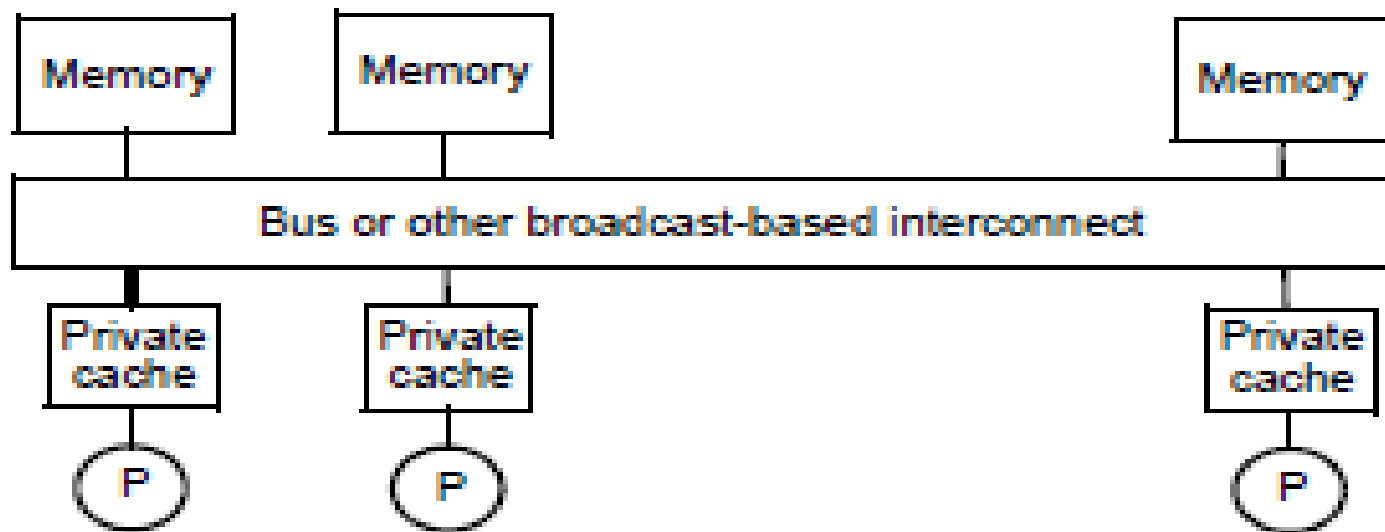 Memory
Memory
Memory
Bus or other broadcast-based interconnect
Private
cache
Private
cache
Private
cache
P
P
P